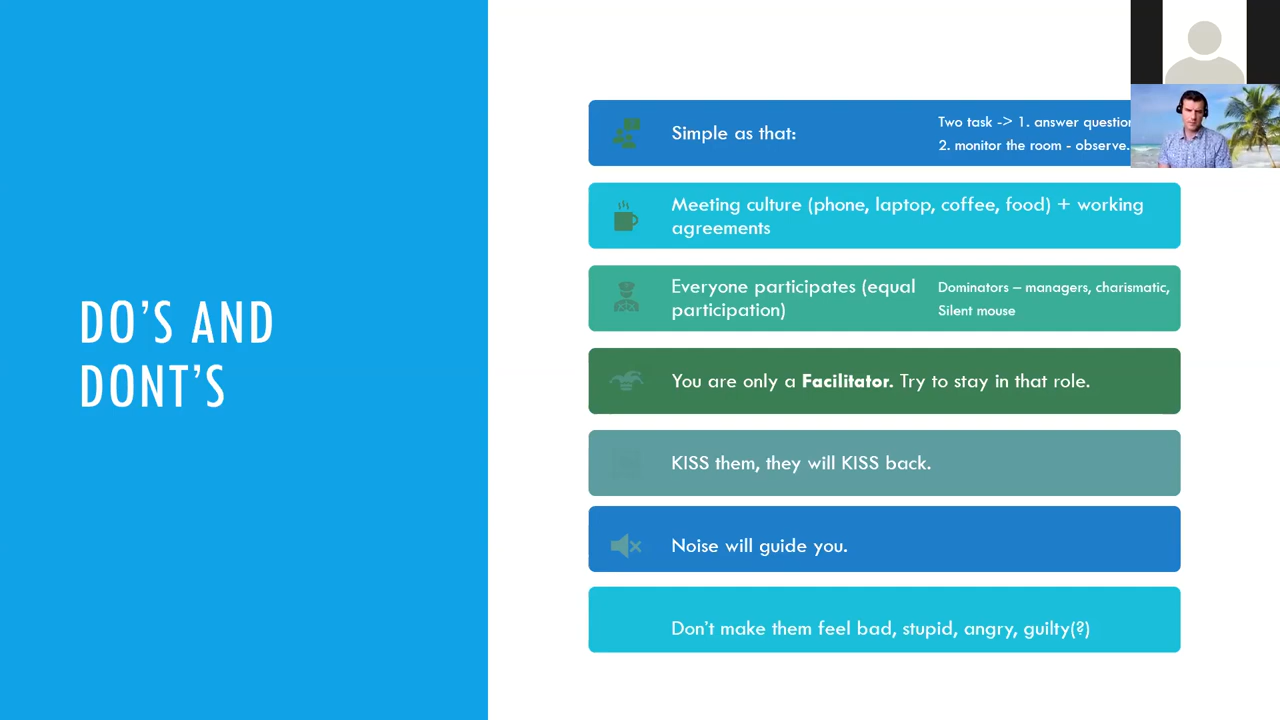 DO'S AND
DONT'S
Simple as that:
Two task -> 1. answer question
2. monitor the room - observe.
Meeting culture (phone, laptop, coffee, food) + working
agreements
Everyone participates (equal
participation)
Dominators – managers, charismatic,
Silent mouse
You are only a Facilitator. Try to stay in that role.
KISS them, they will KISS back.
Noise will guide you.
Don't make them feel bad, stupid, angry, guilty(?)